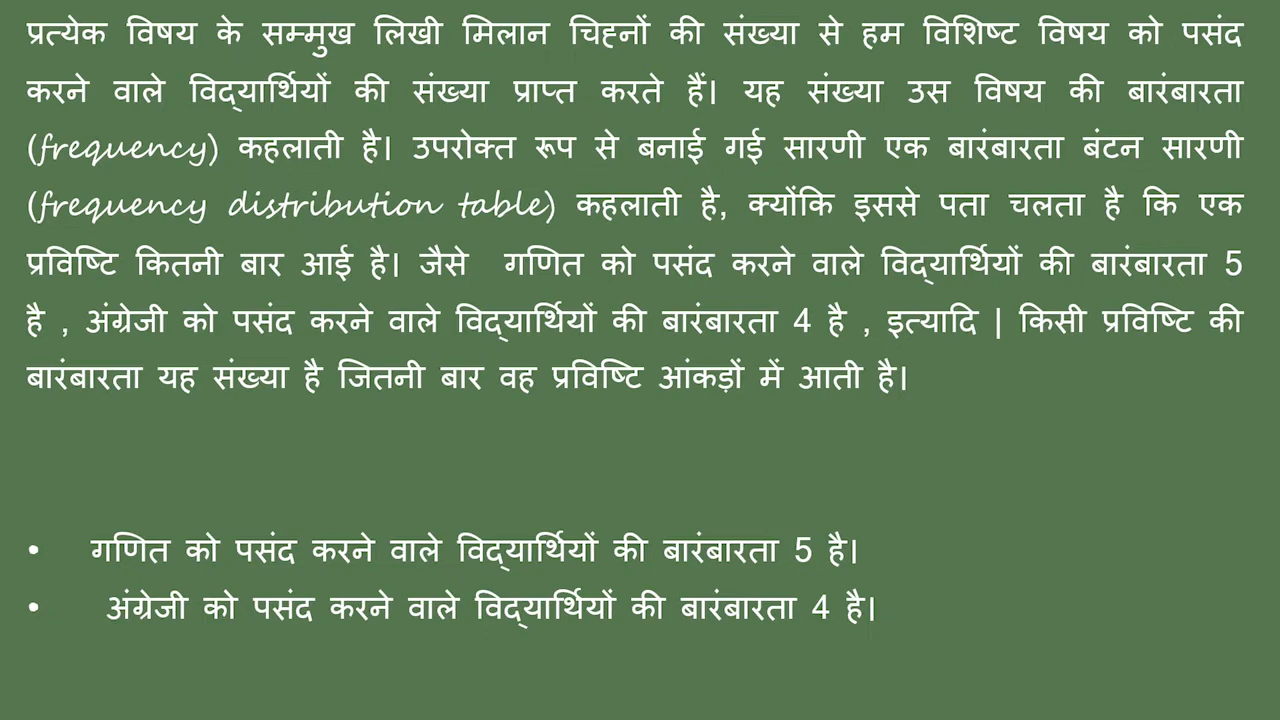 प्रत्येक विषय के सम्मुख लिखी मिलान चिह्नों की संख्या से हम विशिष्ट विषय को पसंद
करने वाले विद्यार्थियों की संख्या प्राप्त करते हैं। यह संख्या उस विषय की बारंबारता
(frequency) कहलाती है। उपरोक्त रूप से बनाई गई सारणी एक बारंबारता बंटन सारणी
(frequency distribution table) कहलाती है, क्योंकि इससे पता चलता है कि एक
प्रविष्टि कितनी बार आई है। जैसे गणित को पसंद करने वाले विद्यार्थियों की बारंबारता 5
है , अंग्रेजी को पसंद करने वाले विद्यार्थियों की बारंबारता 4 है , इत्यादि | किसी प्रविष्टि की
बारंबारता यह संख्या है जितनी बार वह प्रविष्टि आंकड़ों में आती है।
• गणित को पसंद करने वाले विद्यार्थियों की बारंबारता 5 है।
• अंग्रेजी को पसंद करने वाले विद्यार्थियों की बारंबारता 4 है।